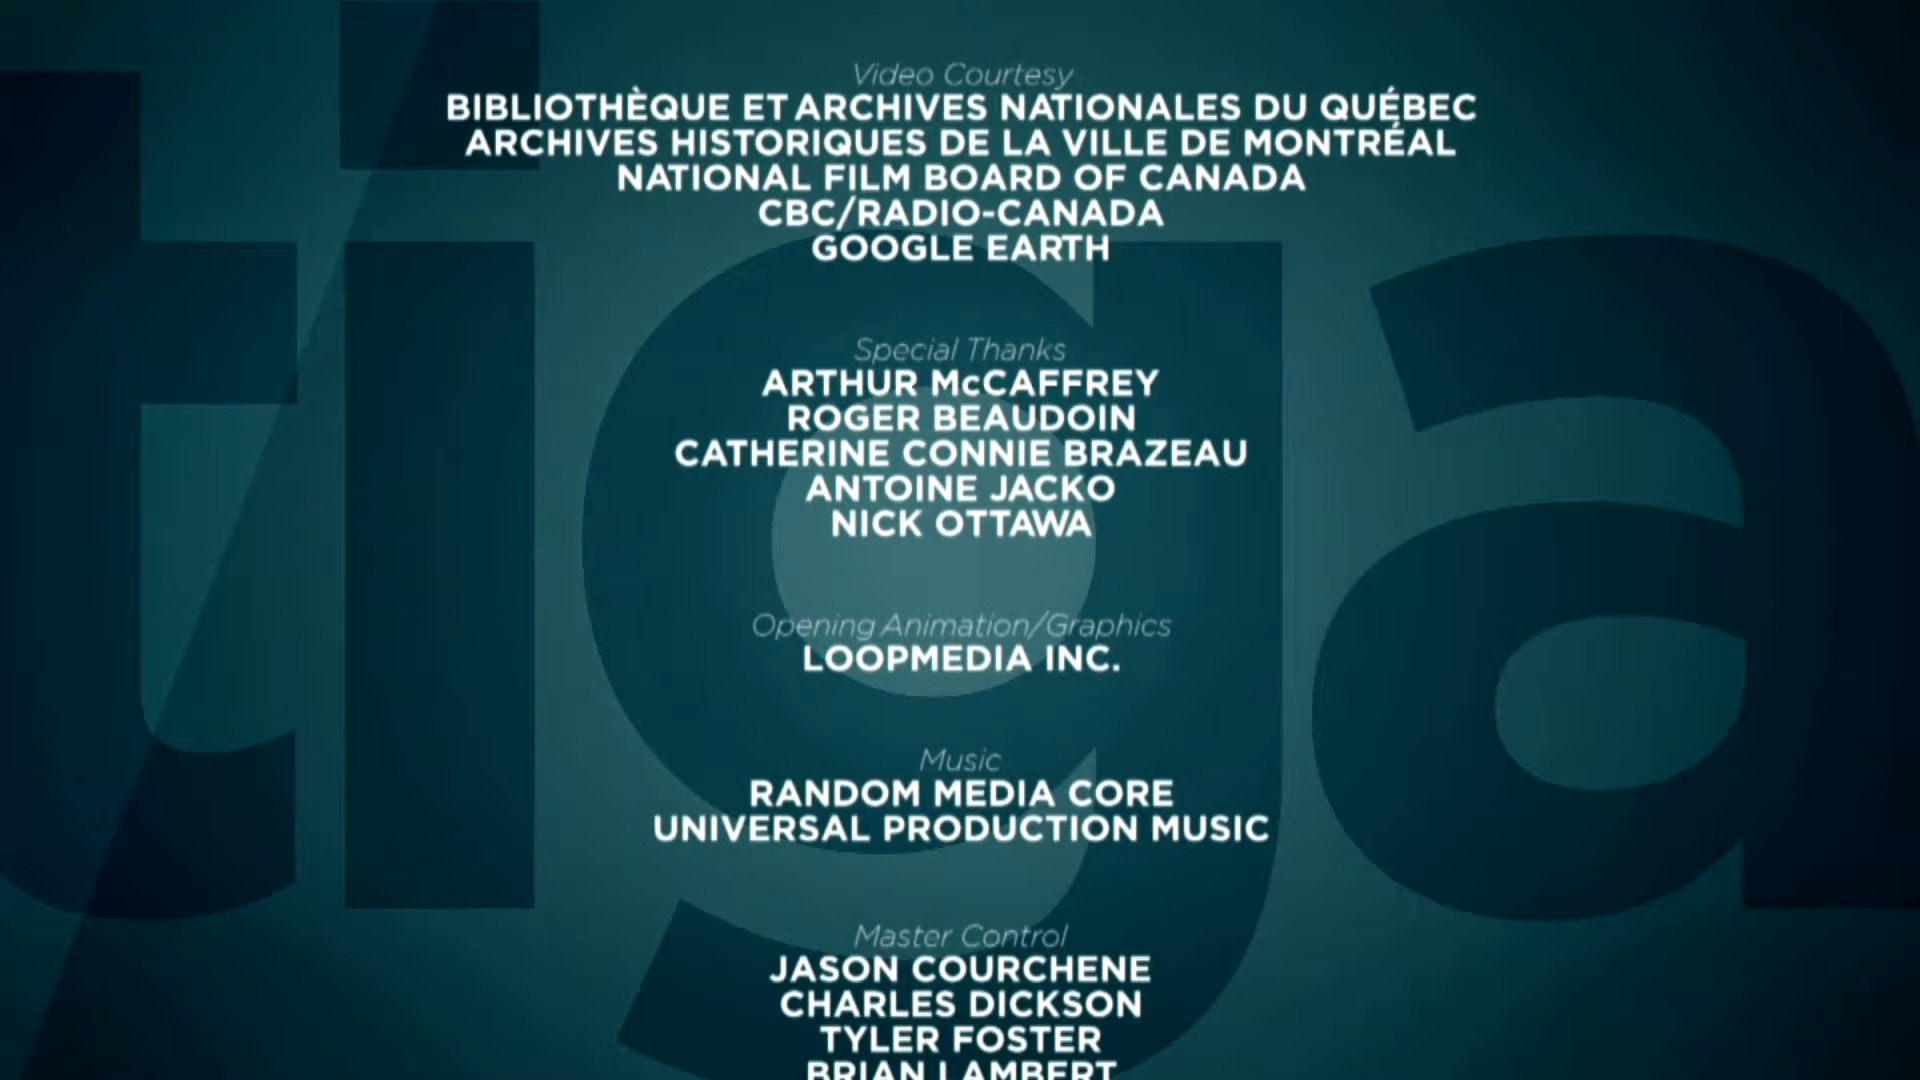 Video Courtesy
BIBLIOTHÈQUE ET ARCHIVES NATIONALES DU QUÉBEC
ARCHIVES HISTORIQUES DE LA VILLE DE MONTRÉAL
NATIONAL FILM BOARD OF CANADA
CBC/RADIO-CANADA
GOOGLE EARTH
Special Thanks
ARTHUR McCAFFREY
ROGER BEAUDOIN
CATHERINE CONNIE BRAZEAU
ANTOINE JACKO
NICK OTTAWA
Opening Animation/Graphics
LOOPMEDIA INC.
Music
RANDOM MEDIA CORE
UNIVERSAL PRODUCTION MUSIC
Master Control
JASON COURCHENE
CHARLES DICKSON
TYLER FOSTER
BRIAN LAMBERT
tiga